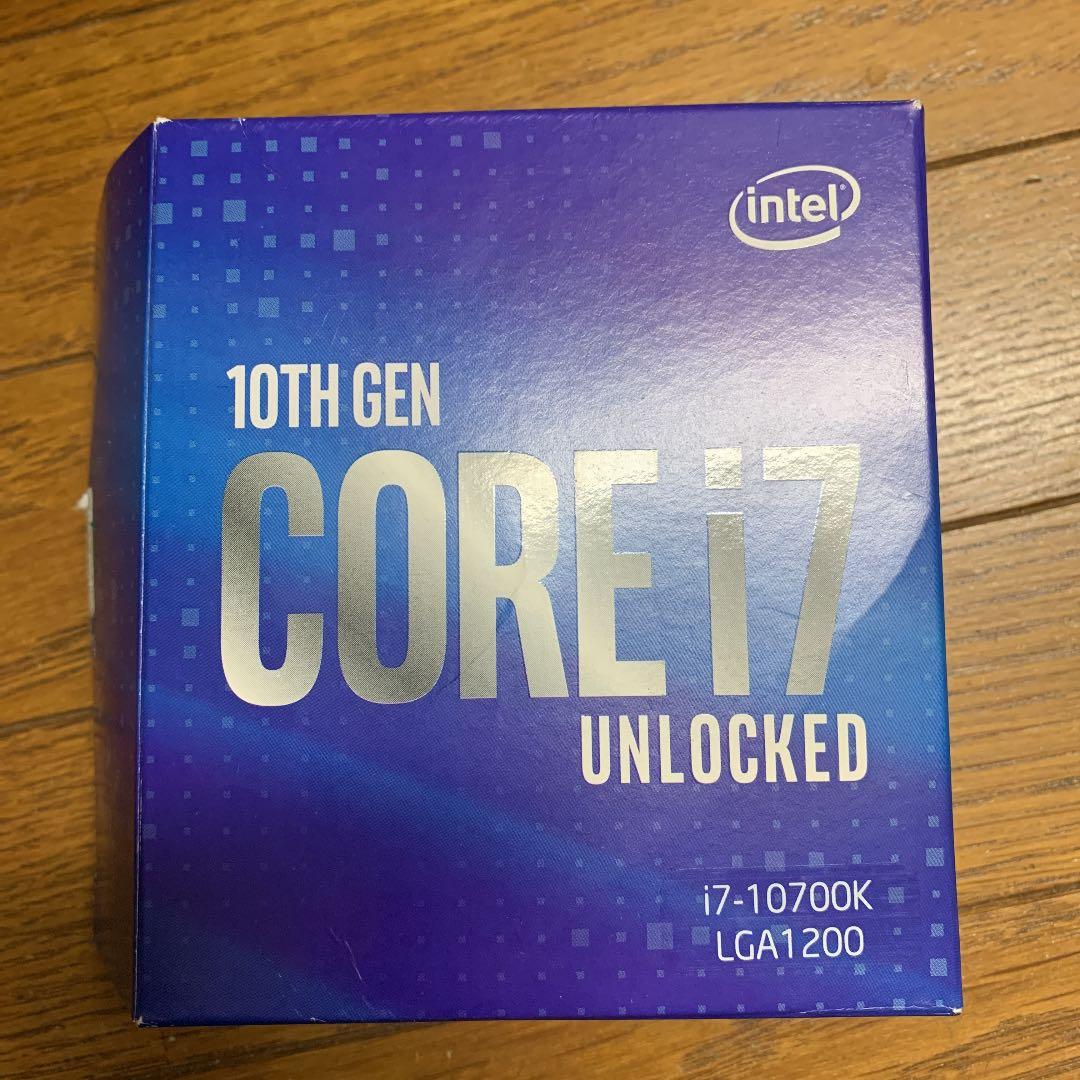 intel
10TH GEN
CORE i7
UNLOCKED
i7-10700K
LGA1200